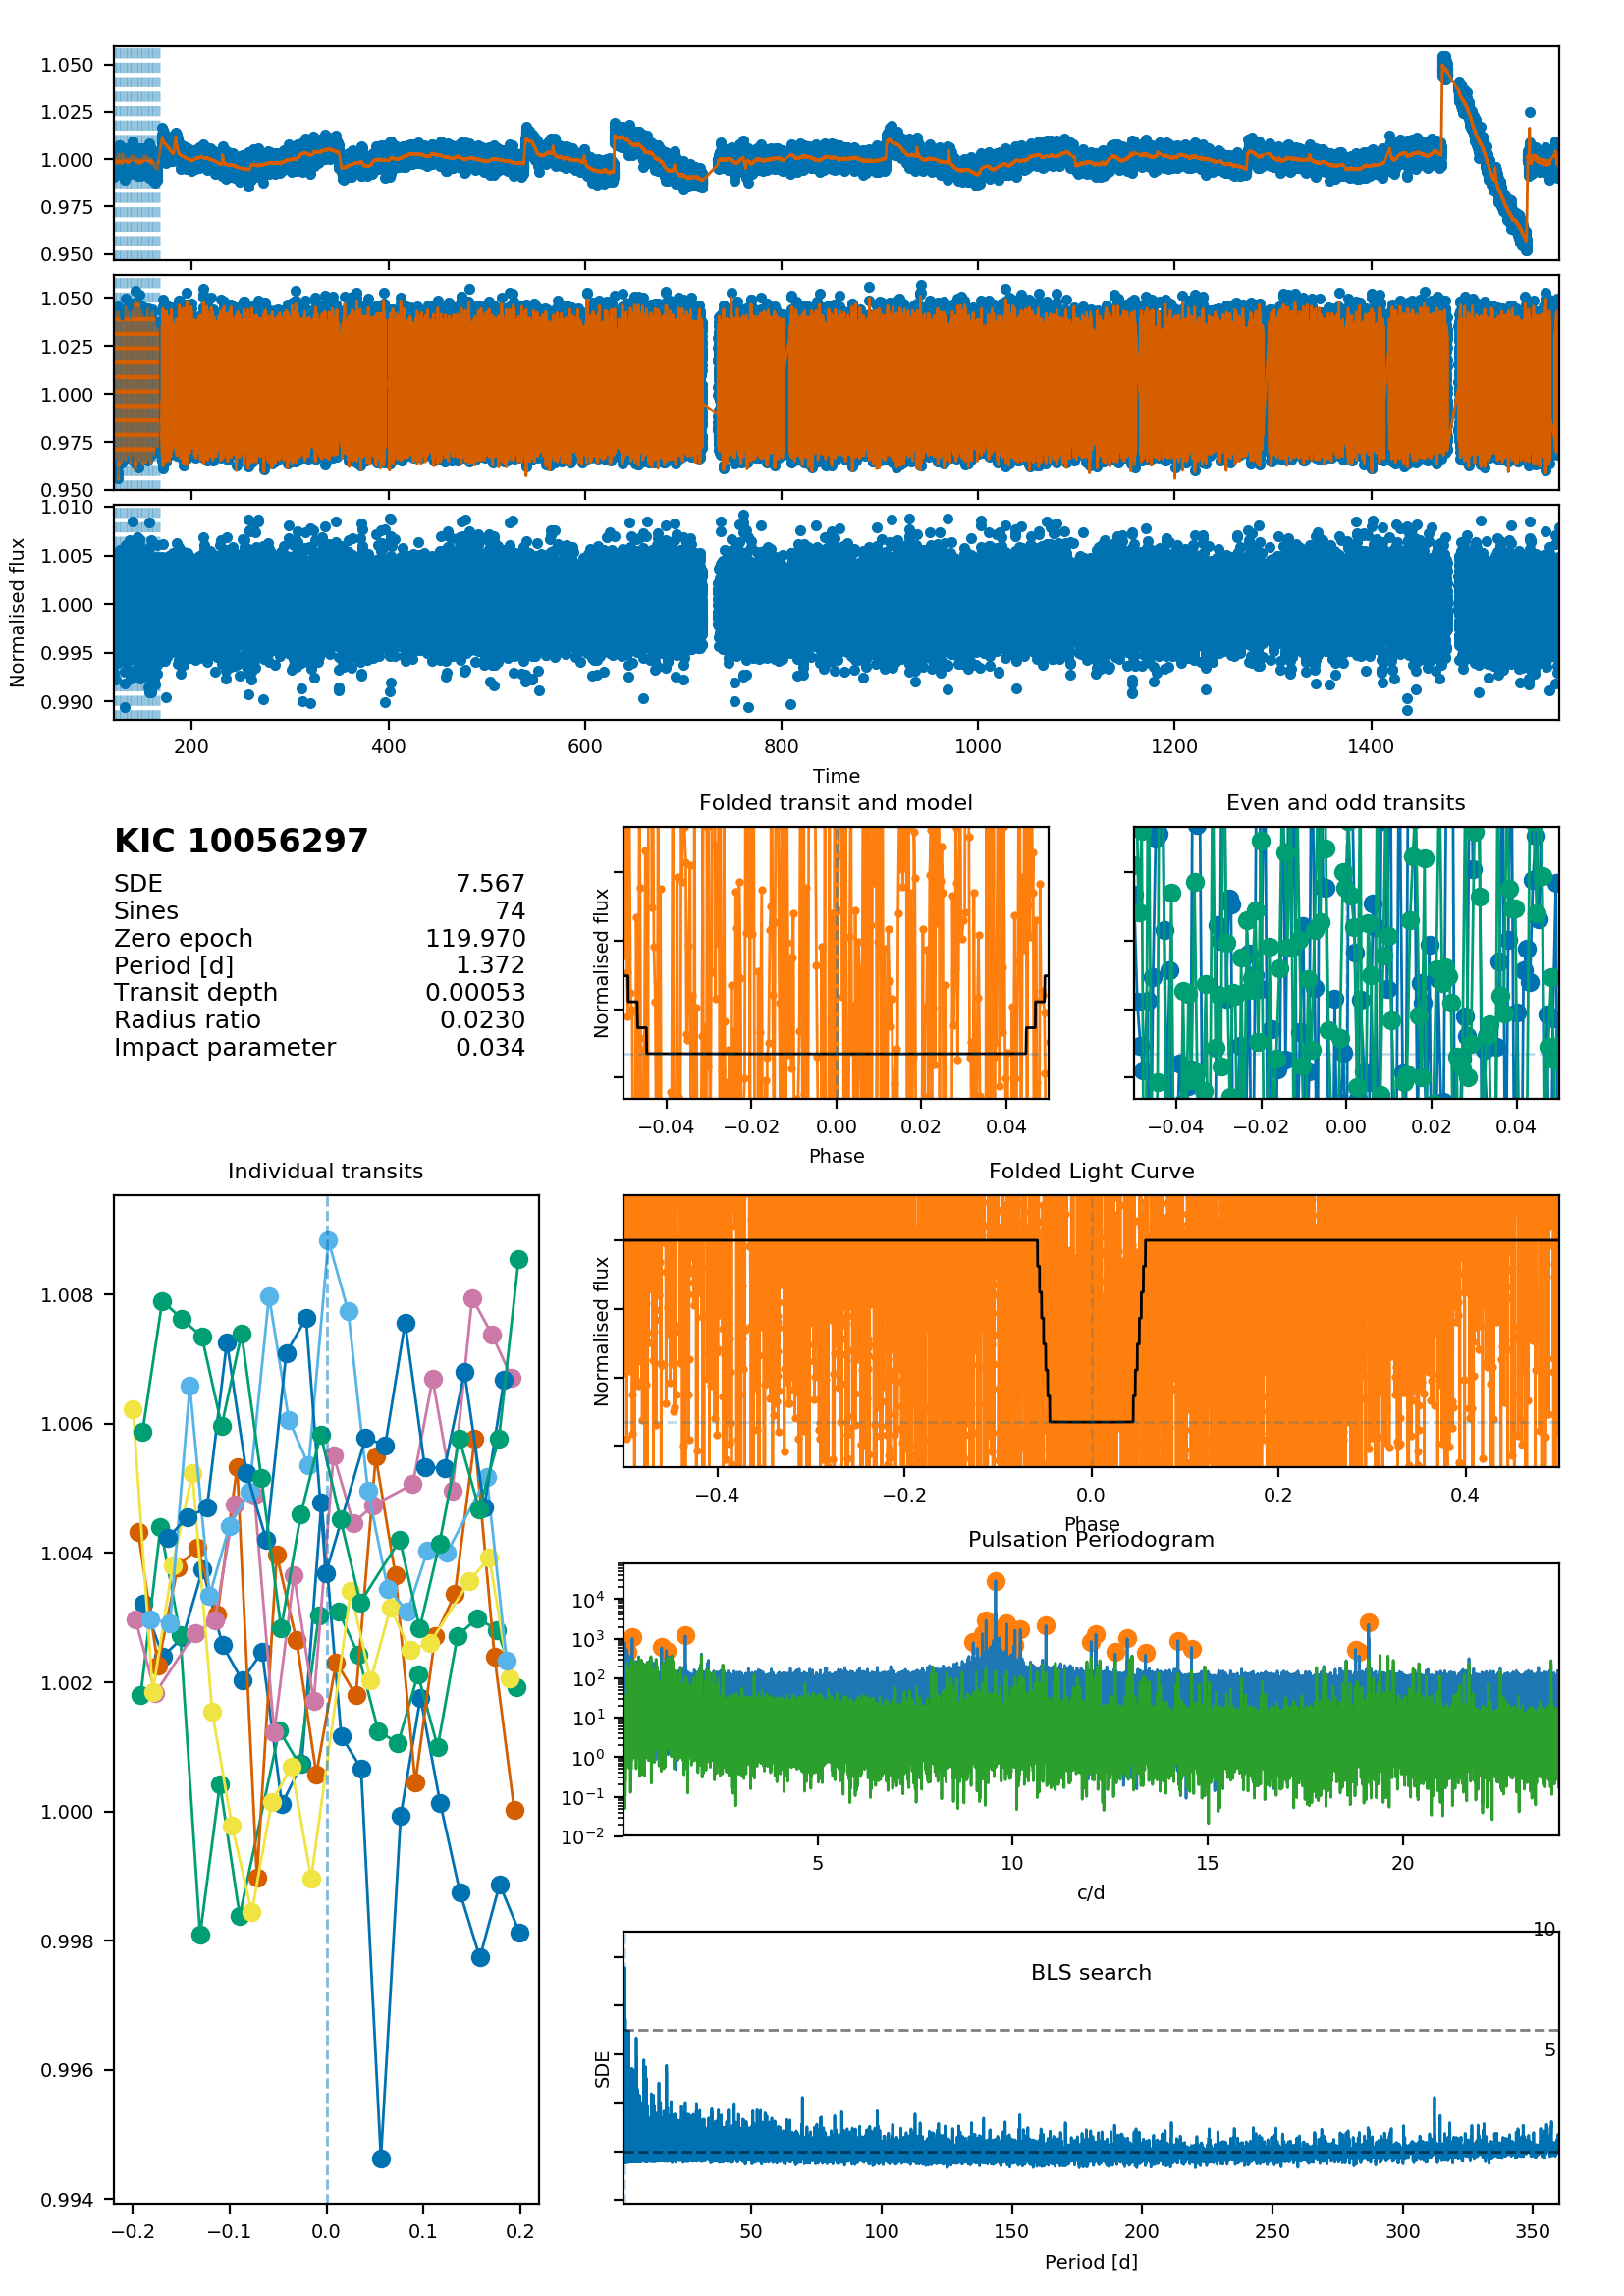 1.050
1.025
1.000
0.975
0.950
1.050
1.025
1.000
0.975
0.950
1.010
1.005
1.000
0.995
0.990
Normalised flux
200 400 600 800 1000 1200 1400
Time
KIC 10056297
SDE 7.567
Sines 74
Zero epoch 119.970
Period [d] 1.372
Transit depth 0.00053
Radius ratio 0.0230
Impact parameter 0.034
Folded transit and model
Normalised flux
−0.04 −0.02 0.00 0.02 0.04
Phase
Even and odd transits
−0.04 −0.02 0.00 0.02 0.04
Individual transits
1.008
1.006
1.004
1.002
1.000
0.998
0.996
0.994
−0.2 −0.1 0.0 0.1 0.2
Folded Light Curve
Normalised flux
−0.4 −0.2 0.0 0.2 0.4
Phase
Pulsation Periodogram
10⁴
10³
10²
10¹
10⁰
10⁻¹
10⁻²
5 10 15 20
c/d
BLS search
10
5
SDE
50 100 150 200 250 300 350
Period [d]